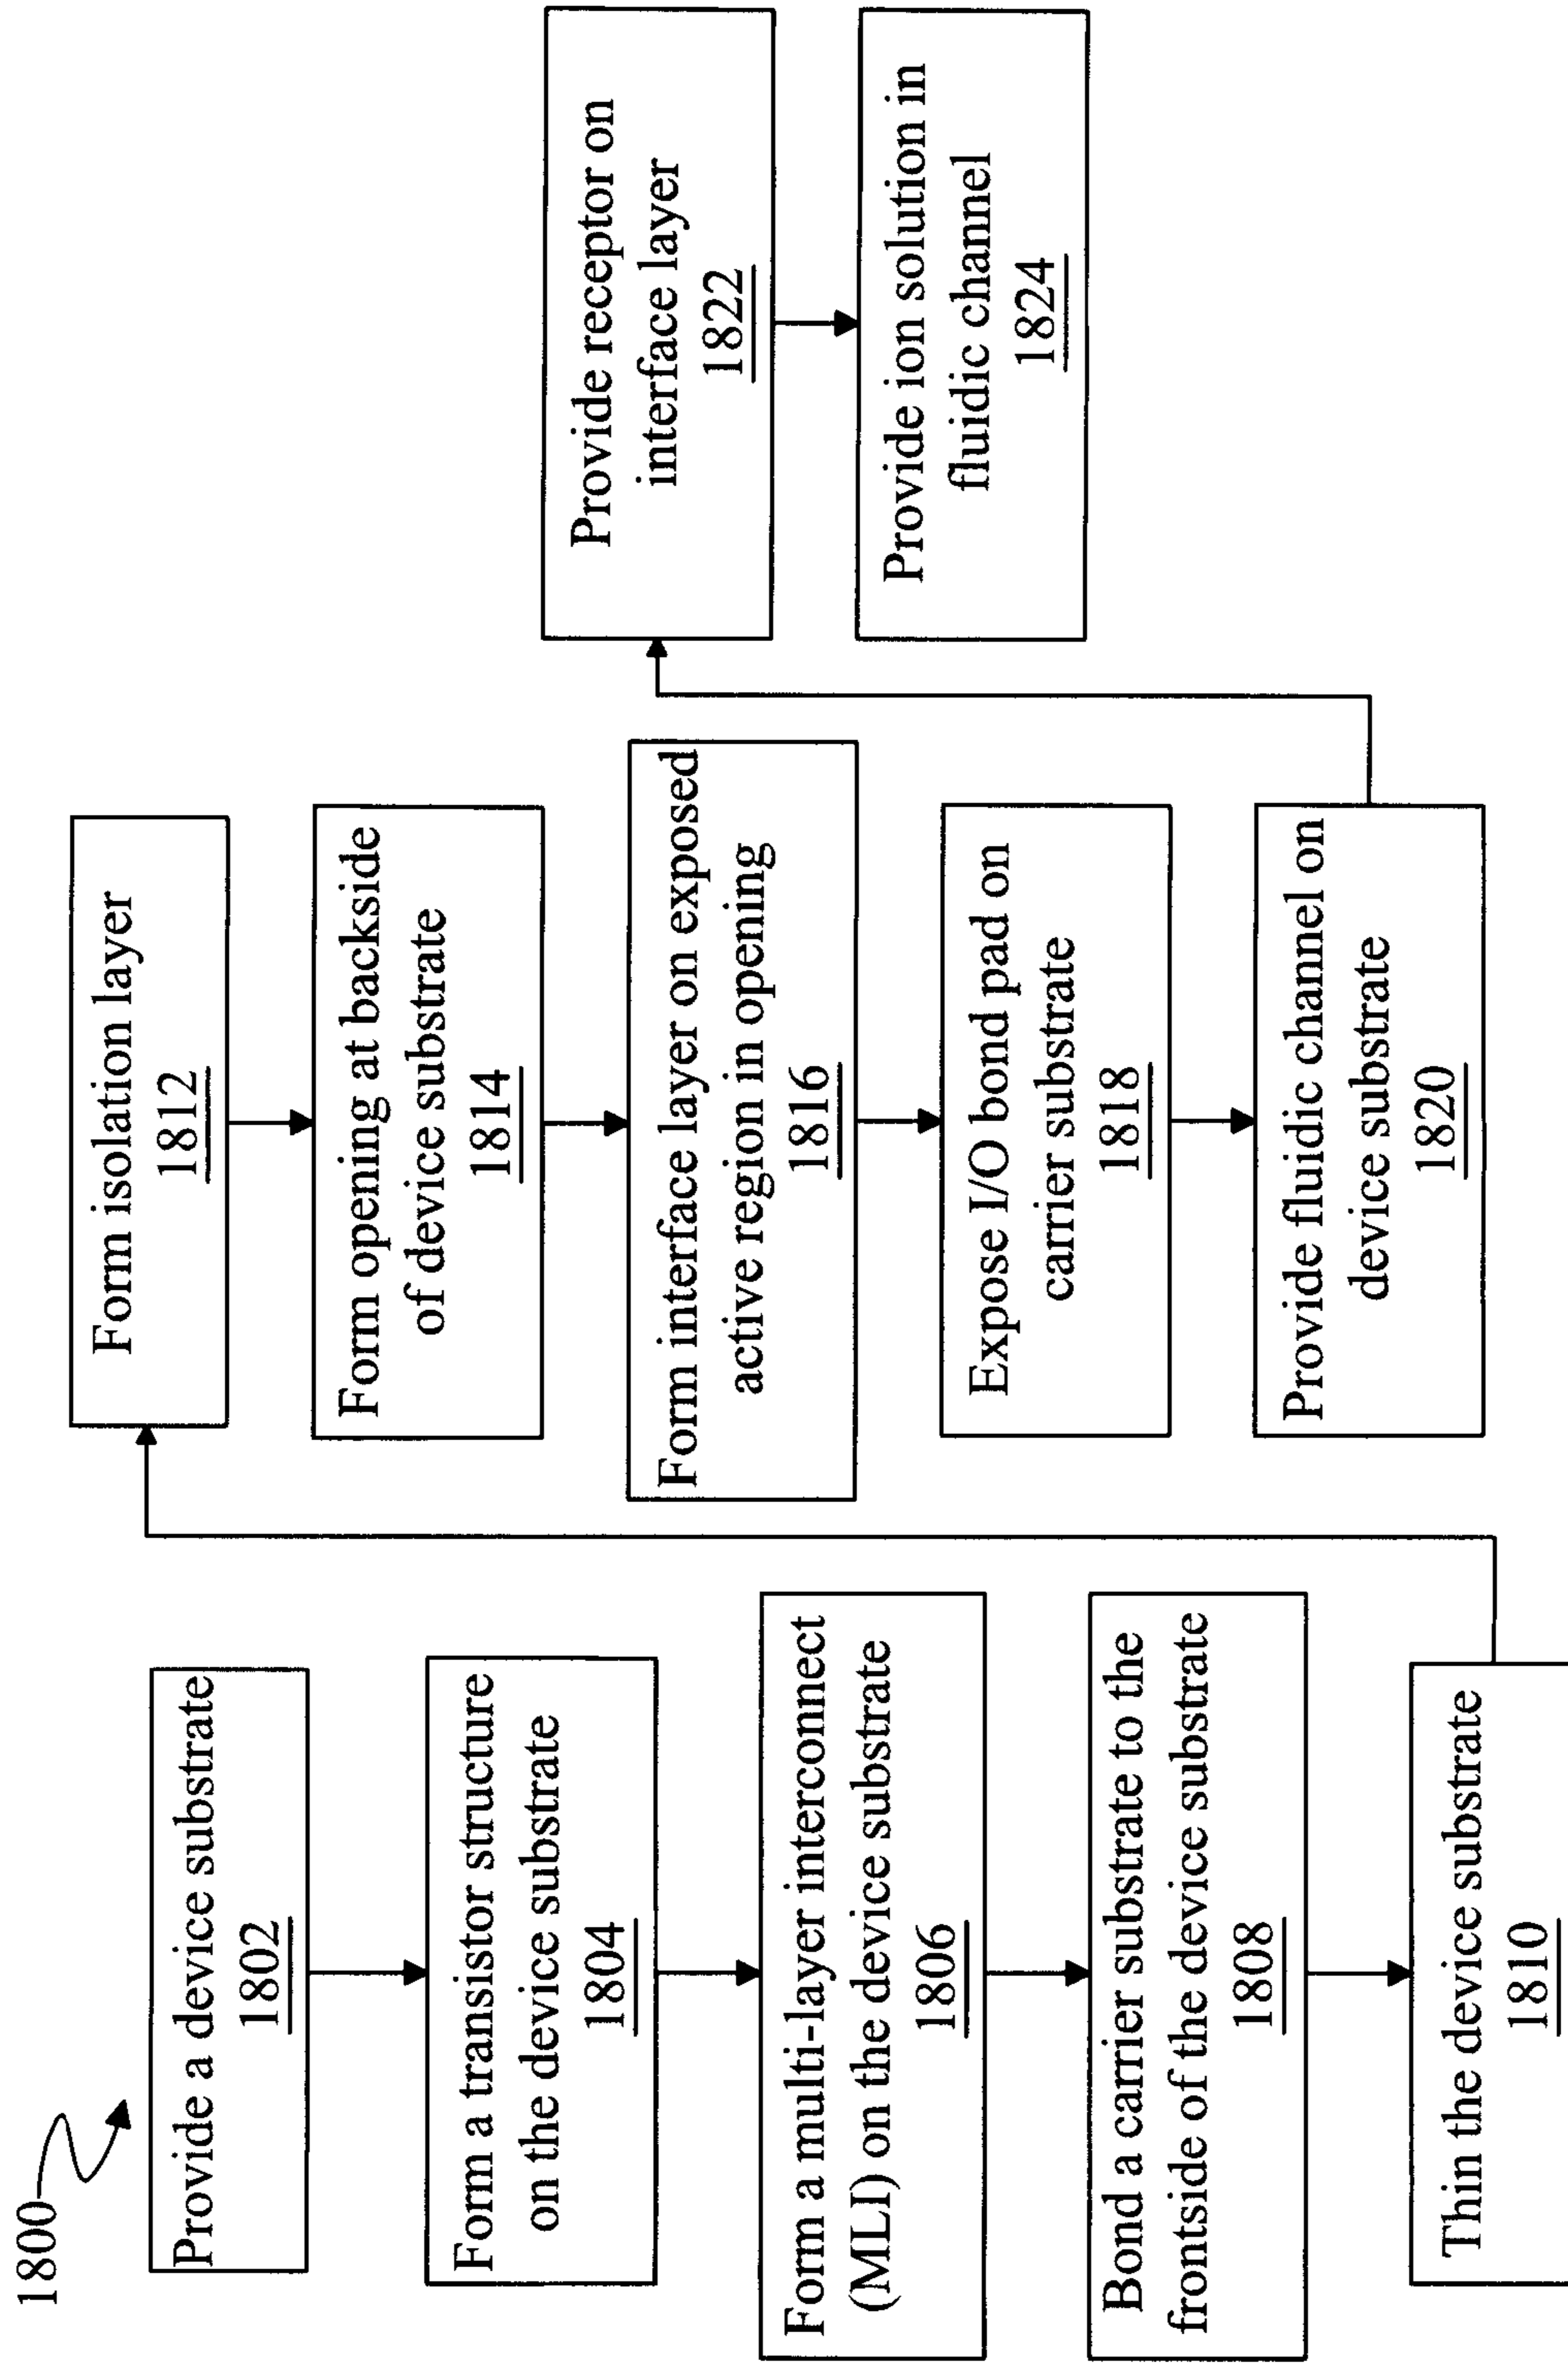 1800
Provide a device substrate
1802
Form a transistor structure
on the device substrate
1804
Form a multi-layer interconnect
(MLI) on the device substrate
1806
Bond a carrier substrate to the
frontside of the device substrate
1808
Thin the device substrate
1810
Form isolation layer
1812
Form opening at backside
of device substrate
1814
Form interface layer on exposed
active region in opening
1816
Expose I/O bond pad on
carrier substrate
1818
Provide fluidic channel on
device substrate
1820
Provide receptor on
interface layer
1822
Provide ion solution in
fluidic channel
1824